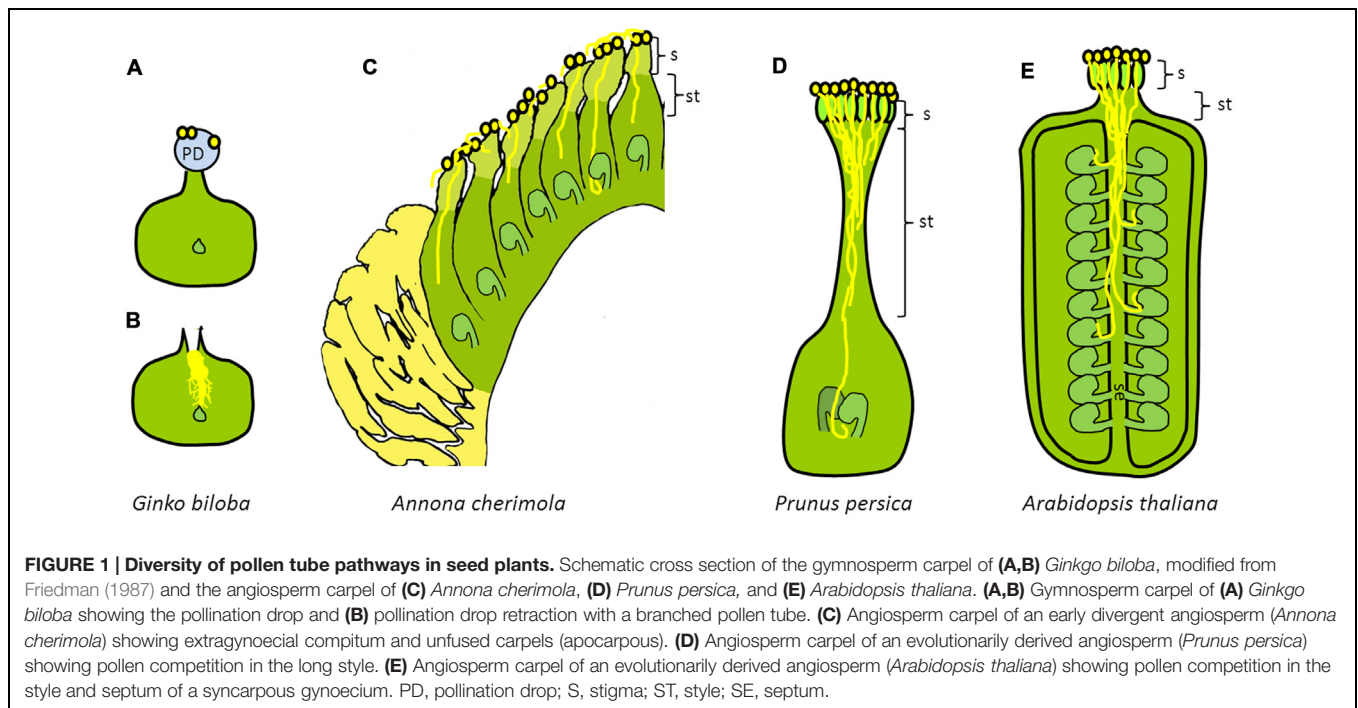 A
PD
B
C
s
st
D
s
st
E
s
st
se
Ginko biloba
Annona cherimola
Prunus persica
Arabidopsis thaliana
FIGURE 1 | Diversity of pollen tube pathways in seed plants. Schematic cross section of the gymnosperm carpel of (A,B) Ginkgo biloba, modified from
Friedman (1987) and the angiosperm carpel of (C) Annona cherimola, (D) Prunus persica, and (E) Arabidopsis thaliana. (A,B) Gymnosperm carpel of (A) Ginkgo
biloba showing the pollination drop and (B) pollination drop retraction with a branched pollen tube. (C) Angiosperm carpel of an early divergent angiosperm (Annona
cherimola) showing extragynoecial compitum and unfused carpels (apocarpous). (D) Angiosperm carpel of an evolutionarily derived angiosperm (Prunus persica)
showing pollen competition in the long style. (E) Angiosperm carpel of an evolutionarily derived angiosperm (Arabidopsis thaliana) showing pollen competition in the
style and septum of a syncarpous gynoecium. PD, pollination drop; S, stigma; ST, style; SE, septum.